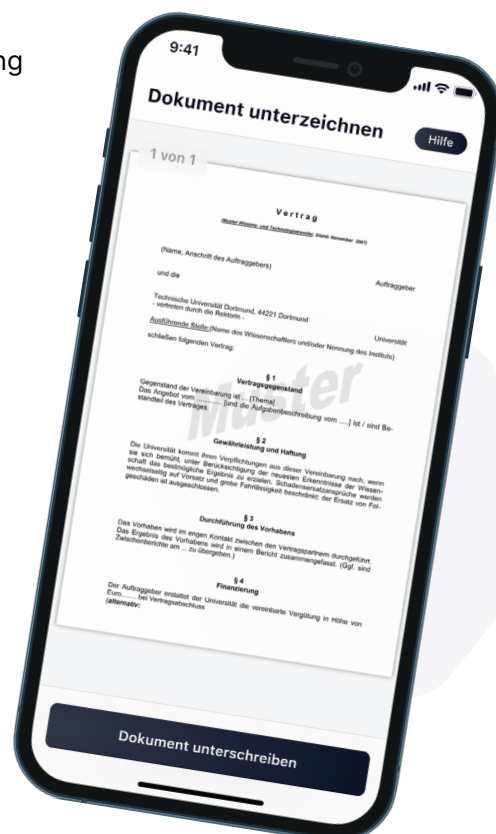 ng
9:41
Dokument unterzeichnen
Hilfe
1 von 1
Vertrag
(Muster Wissens- und Technologietransfer, Stand: November 2007)
(Name, Anschrift des Auftraggebers)
Auftraggeber
und die
Technische Universität Dortmund, 44221 Dortmund
- vertreten durch die Rektorin -
Universität
Ausführende Stelle:(Name des Wissenschaftlers und/oder Nennung des Instituts)
schließen folgenden Vertrag:
Muster
§ 1
Vertragsgegenstand
Gegenstand der Vereinbarung ist ... [Thema]
Das Angebot vom ............. [und die Aufgabenbeschreibung vom .....] ist / sind Be-
standteil des Vertrages.
§ 2
Gewährleistung und Haftung
Die Universität kommt ihren Verpflichtungen aus dieser Vereinbarung nach, wenn
sie sich bemüht, unter Berücksichtigung der neuesten Erkenntnisse der Wissen-
schaft das bestmögliche Ergebnis zu erzielen. Schadensersatzansprüche werden
wechselseitig auf Vorsatz und grobe Fahrlässigkeit beschränkt; der Ersatz von Fol-
geschäden ist ausgeschlossen.
§ 3
Durchführung des Vorhabens
Das Vorhaben wird im engen Kontakt zwischen den Vertragspartnern durchgeführt.
Das Ergebnis des Vorhabens wird in einem Bericht zusammengefasst. (Ggf. sind
Zwischenberichte am ... zu übergeben.)
§ 4
Finanzierung
Der Auftraggeber erstattet der Universität die vereinbarte Vergütung in Höhe von
Euro........ bei Vertragsabschluss
(alternativ:
Dokument unterschreiben